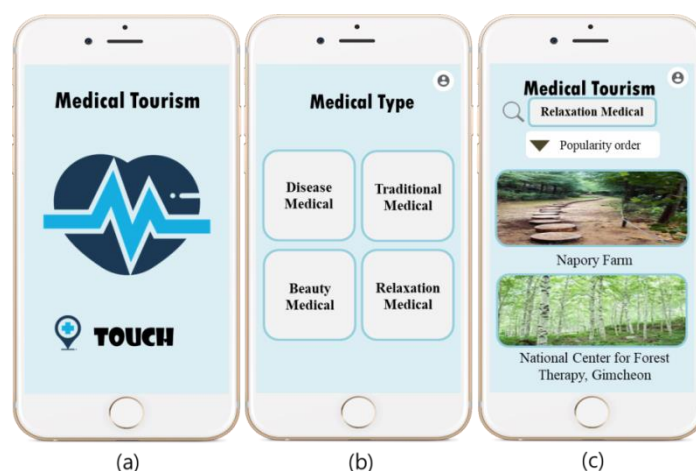 Medical Tourism
TOUCH
(a)
Medical Type
Disease
Medical
Traditional
Medical
Beauty
Medical
Relaxation
Medical
(b)
Medical Tourism
Relaxation Medical
Popularity order
Napory Farm
National Center for Forest
Therapy, Gimcheon
(c)